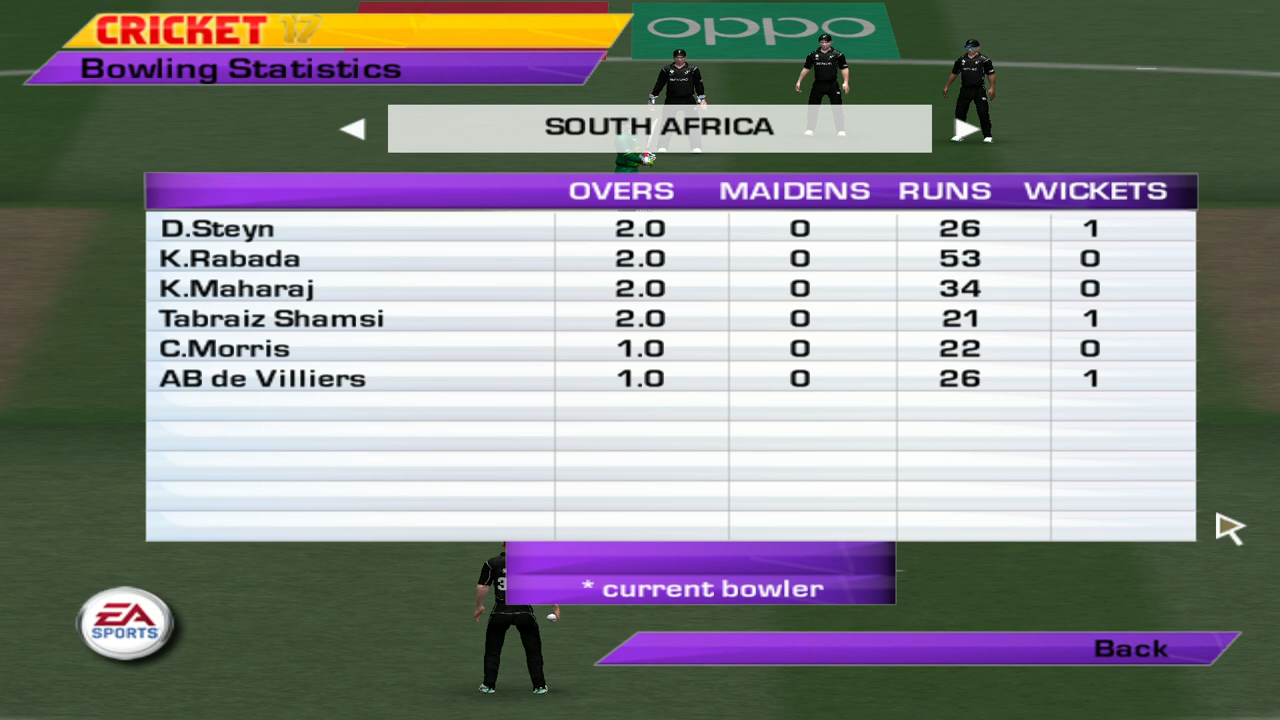 CRICKET 17
oppo
Bowling Statistics
SOUTH AFRICA
OVERS MAIDENS RUNS WICKETS
D.Steyn 2.0 0 26 1
K.Rabada 2.0 0 53 0
K.Maharaj 2.0 0 34 0
Tabraiz Shamsi 2.0 0 21 1
C.Morris 1.0 0 22 0
AB de Villiers 1.0 0 26 1
3
* current bowler
EA
SPORTS
Back